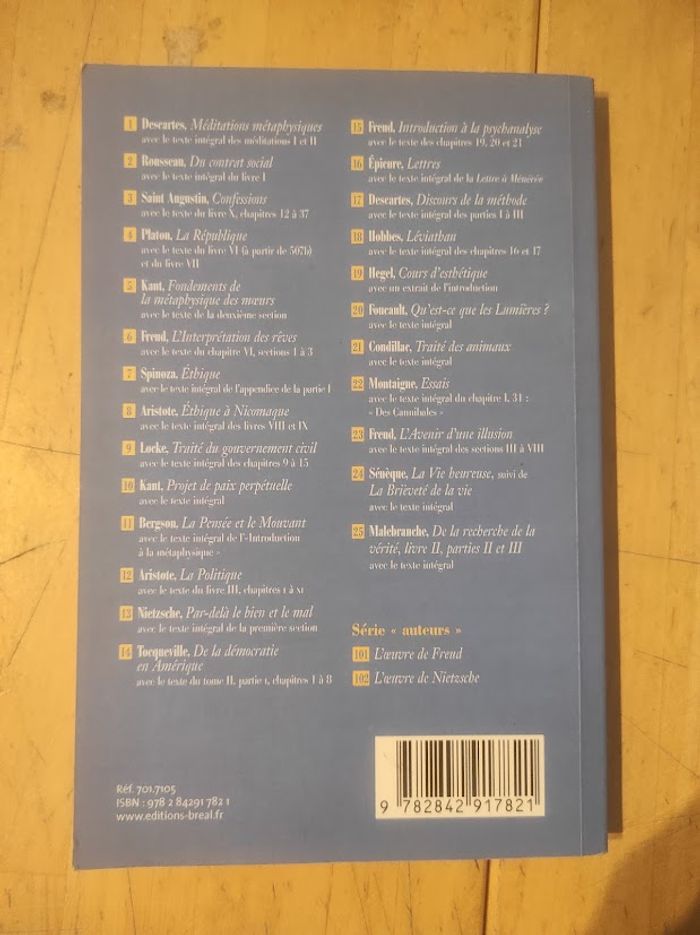 1 Descartes, Méditations métaphysiques
avec le texte intégral des méditations I et II
2 Rousseau, Du contrat social
avec le texte intégral du livre I
3 Saint Augustin, Confessions
avec le texte du livre X, chapitres 12 à 37
4 Platon, La République
avec le texte du livre VI (à partir de 507b)
et du livre VII
5 Kant, Fondements de
la métaphysique des mœurs
avec le texte de la deuxième section
6 Freud, L'Interprétation des rêves
avec le texte du chapitre VI, sections 1 à 3
7 Spinoza, Éthique
avec le texte intégral de l'appendice de la partie I
8 Aristote, Éthique à Nicomaque
avec le texte intégral des livres VIII et IX
9 Locke, Traité du gouvernement civil
avec le texte intégral des chapitres 9 à 15
10 Kant, Projet de paix perpétuelle
avec le texte intégral
11 Bergson, La Pensée et le Mouvant
avec le texte intégral de l'«Introduction
à la métaphysique »
12 Aristote, La Politique
avec le texte du livre III, chapitres I à XI
13 Nietzsche, Par-delà le bien et le mal
avec le texte intégral de la première section
14 Tocqueville, De la démocratie
en Amérique
avec le texte du tome II, partie 1, chapitres 1 à 8
15 Freud, Introduction à la psychanalyse
avec le texte des chapitres 19, 20 et 21
16 Épicure, Lettres
avec le texte intégral de la Lettre à Ménécée
17 Descartes, Discours de la méthode
avec le texte intégral des parties I à III
18 Hobbes, Léviathan
avec le texte intégral des chapitres 16 et 17
19 Hegel, Cours d'esthétique
avec un extrait de l'introduction
20 Foucault, Qu'est-ce que les Lumières ?
avec le texte intégral
21 Condillac, Traité des animaux
avec le texte intégral
22 Montaigne, Essais
avec le texte intégral du chapitre I, 31 :
« Des Cannibales »
23 Freud, L'Avenir d'une illusion
avec le texte intégral des sections III à VIII
24 Sénèque, La Vie heureuse, suivi de
La Brièveté de la vie
avec le texte intégral
25 Malebranche, De la recherche de la
vérité, livre II, parties II et III
avec le texte intégral
Série « auteurs »
101 L'œuvre de Freud
102 L'œuvre de Nietzsche
Réf. 701.7105
ISBN : 978 2 84291 782 1
www.editions-breal.fr
9 782842 917821